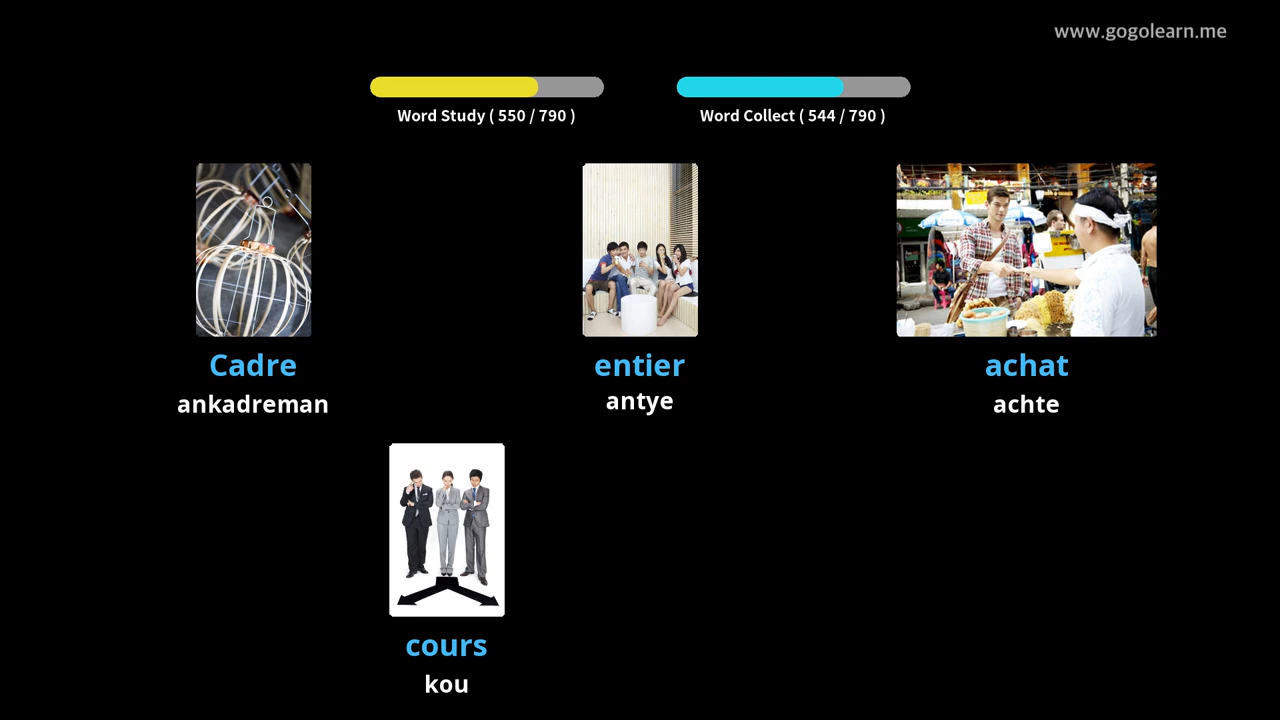 www.gogolearn.me
Word Study ( 550 / 790 )
Word Collect ( 544 / 790 )
Cadre
ankadreman
entier
antye
achat
achte
cours
kou